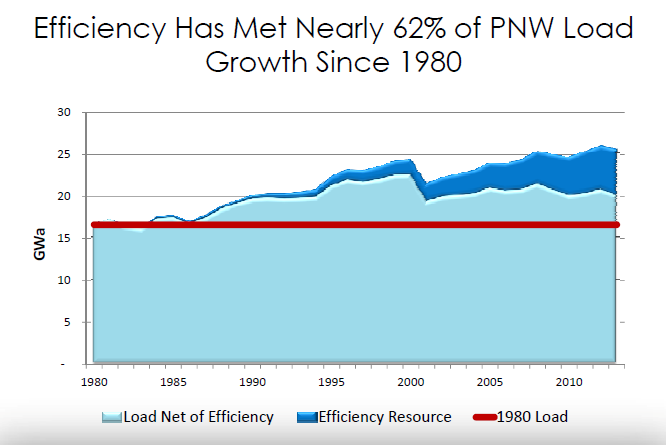 Efficiency Has Met Nearly 62% of PNW Load
Growth Since 1980
30
25
20
15
10
5
-
GWa
1980 1985 1990 1995 2000 2005 2010
Load Net of Efficiency Efficiency Resource 1980 Load